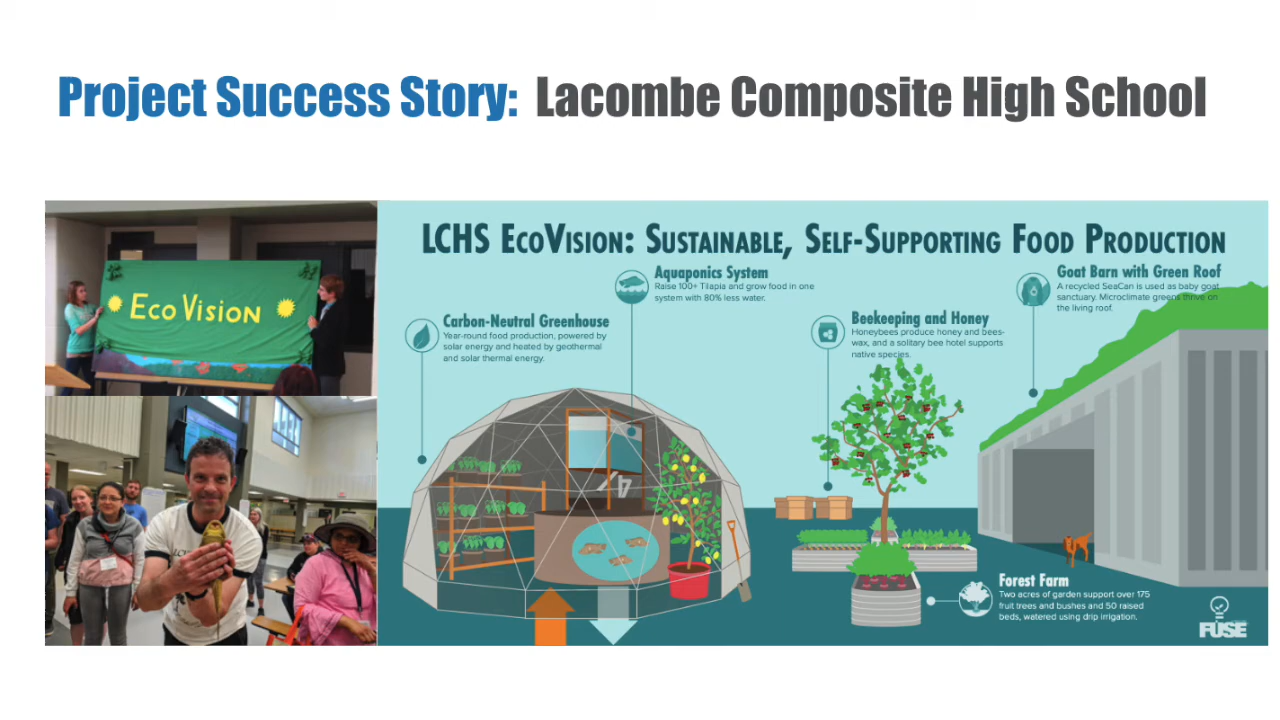 Project Success Story: Lacombe Composite High School
Eco Vision
LCHS EcoVision: Sustainable, Self-Supporting Food Production
Aquaponics System
Raise 100+ Tilapia and grow food in one
system with 80% less water.
Goat Barn with Green Roof
A recycled SeaCan is used as baby goat
sanctuary. Microclimate greens thrive on
the living roof.
Carbon-Neutral Greenhouse
Year-round food production, powered by
solar energy and heated by geothermal
and solar thermal energy.
Beekeeping and Honey
Honeybees produce honey and bees-
wax, and a solitary bee hotel supports
native species.
Forest Farm
Two acres of garden support over 175
fruit trees and bushes and 50 raised
beds, watered using drip irrigation.
FUSE